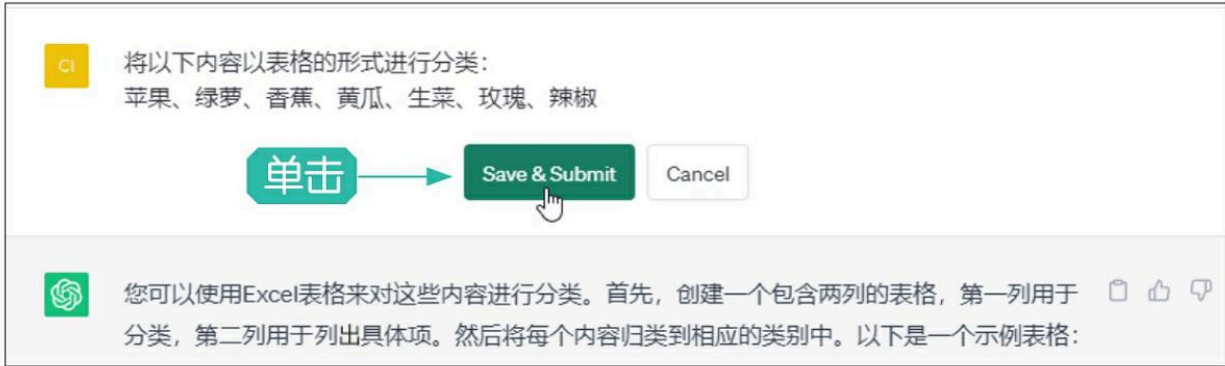 CI
将以下内容以表格的形式进行分类：
苹果、绿萝、香蕉、黄瓜、生菜、玫瑰、辣椒
单击
Save & Submit
Cancel
您可以使用Excel表格来对这些内容进行分类。首先，创建一个包含两列的表格，第一列用于
分类，第二列用于列出具体项。然后将每个内容归类到相应的类别中。以下是一个示例表格：